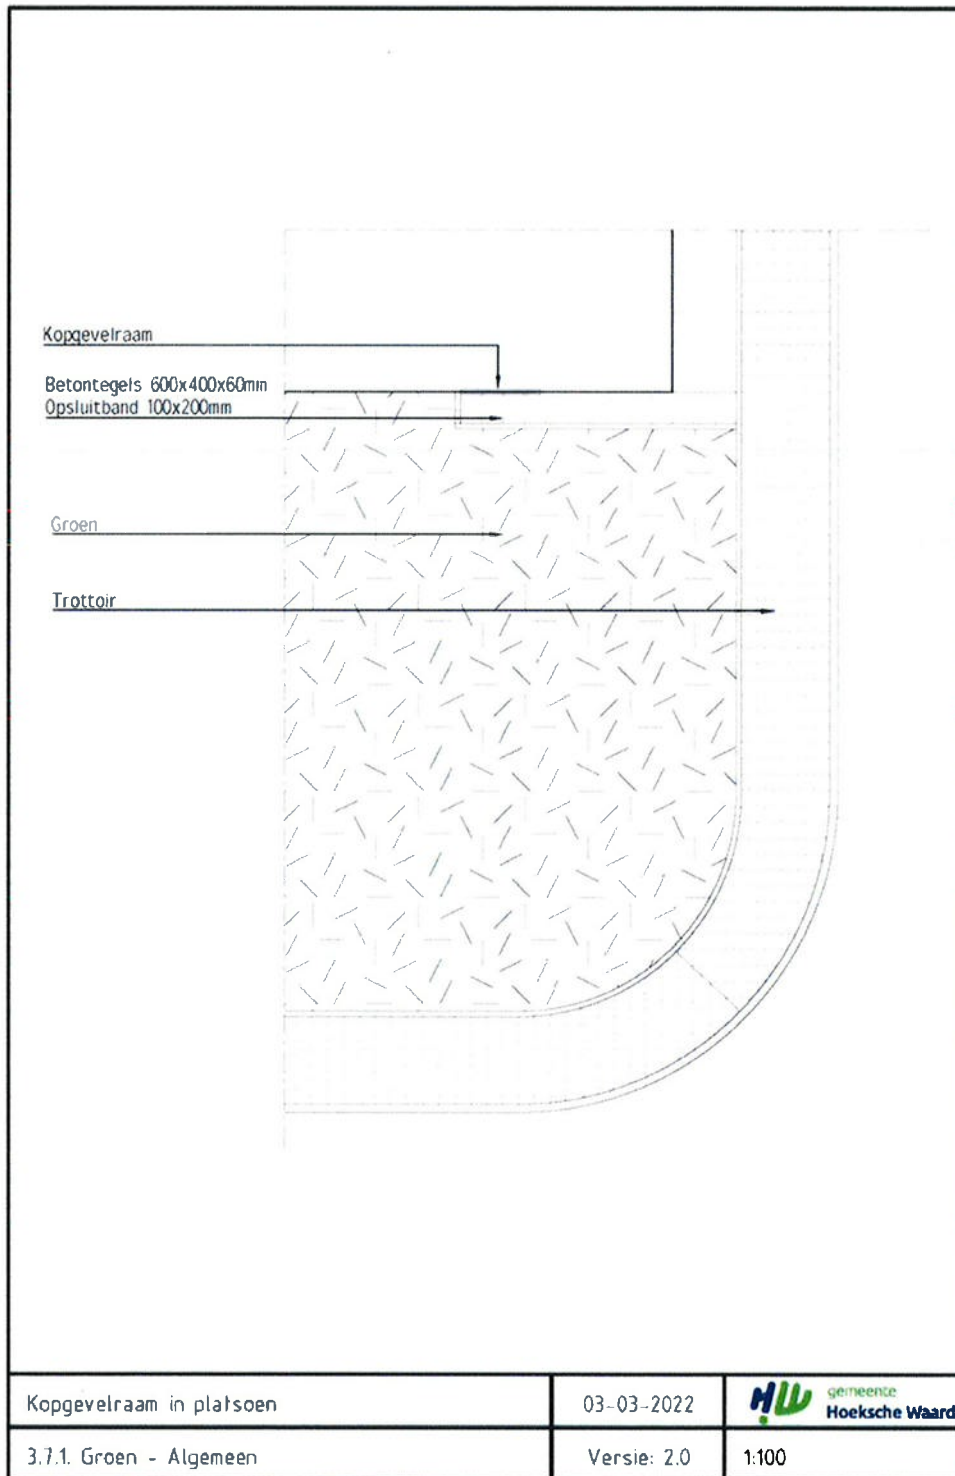 Kopgevelraam
Betontegels 600x400x60mm
Opsluitband 100x200mm
Groen
Trottoir
Kopgevelraam in platsoen
03-03-2022
gemeente
Hoeksche Waard
3.7.1. Groen - Algemeen
Versie: 2.0
1:100